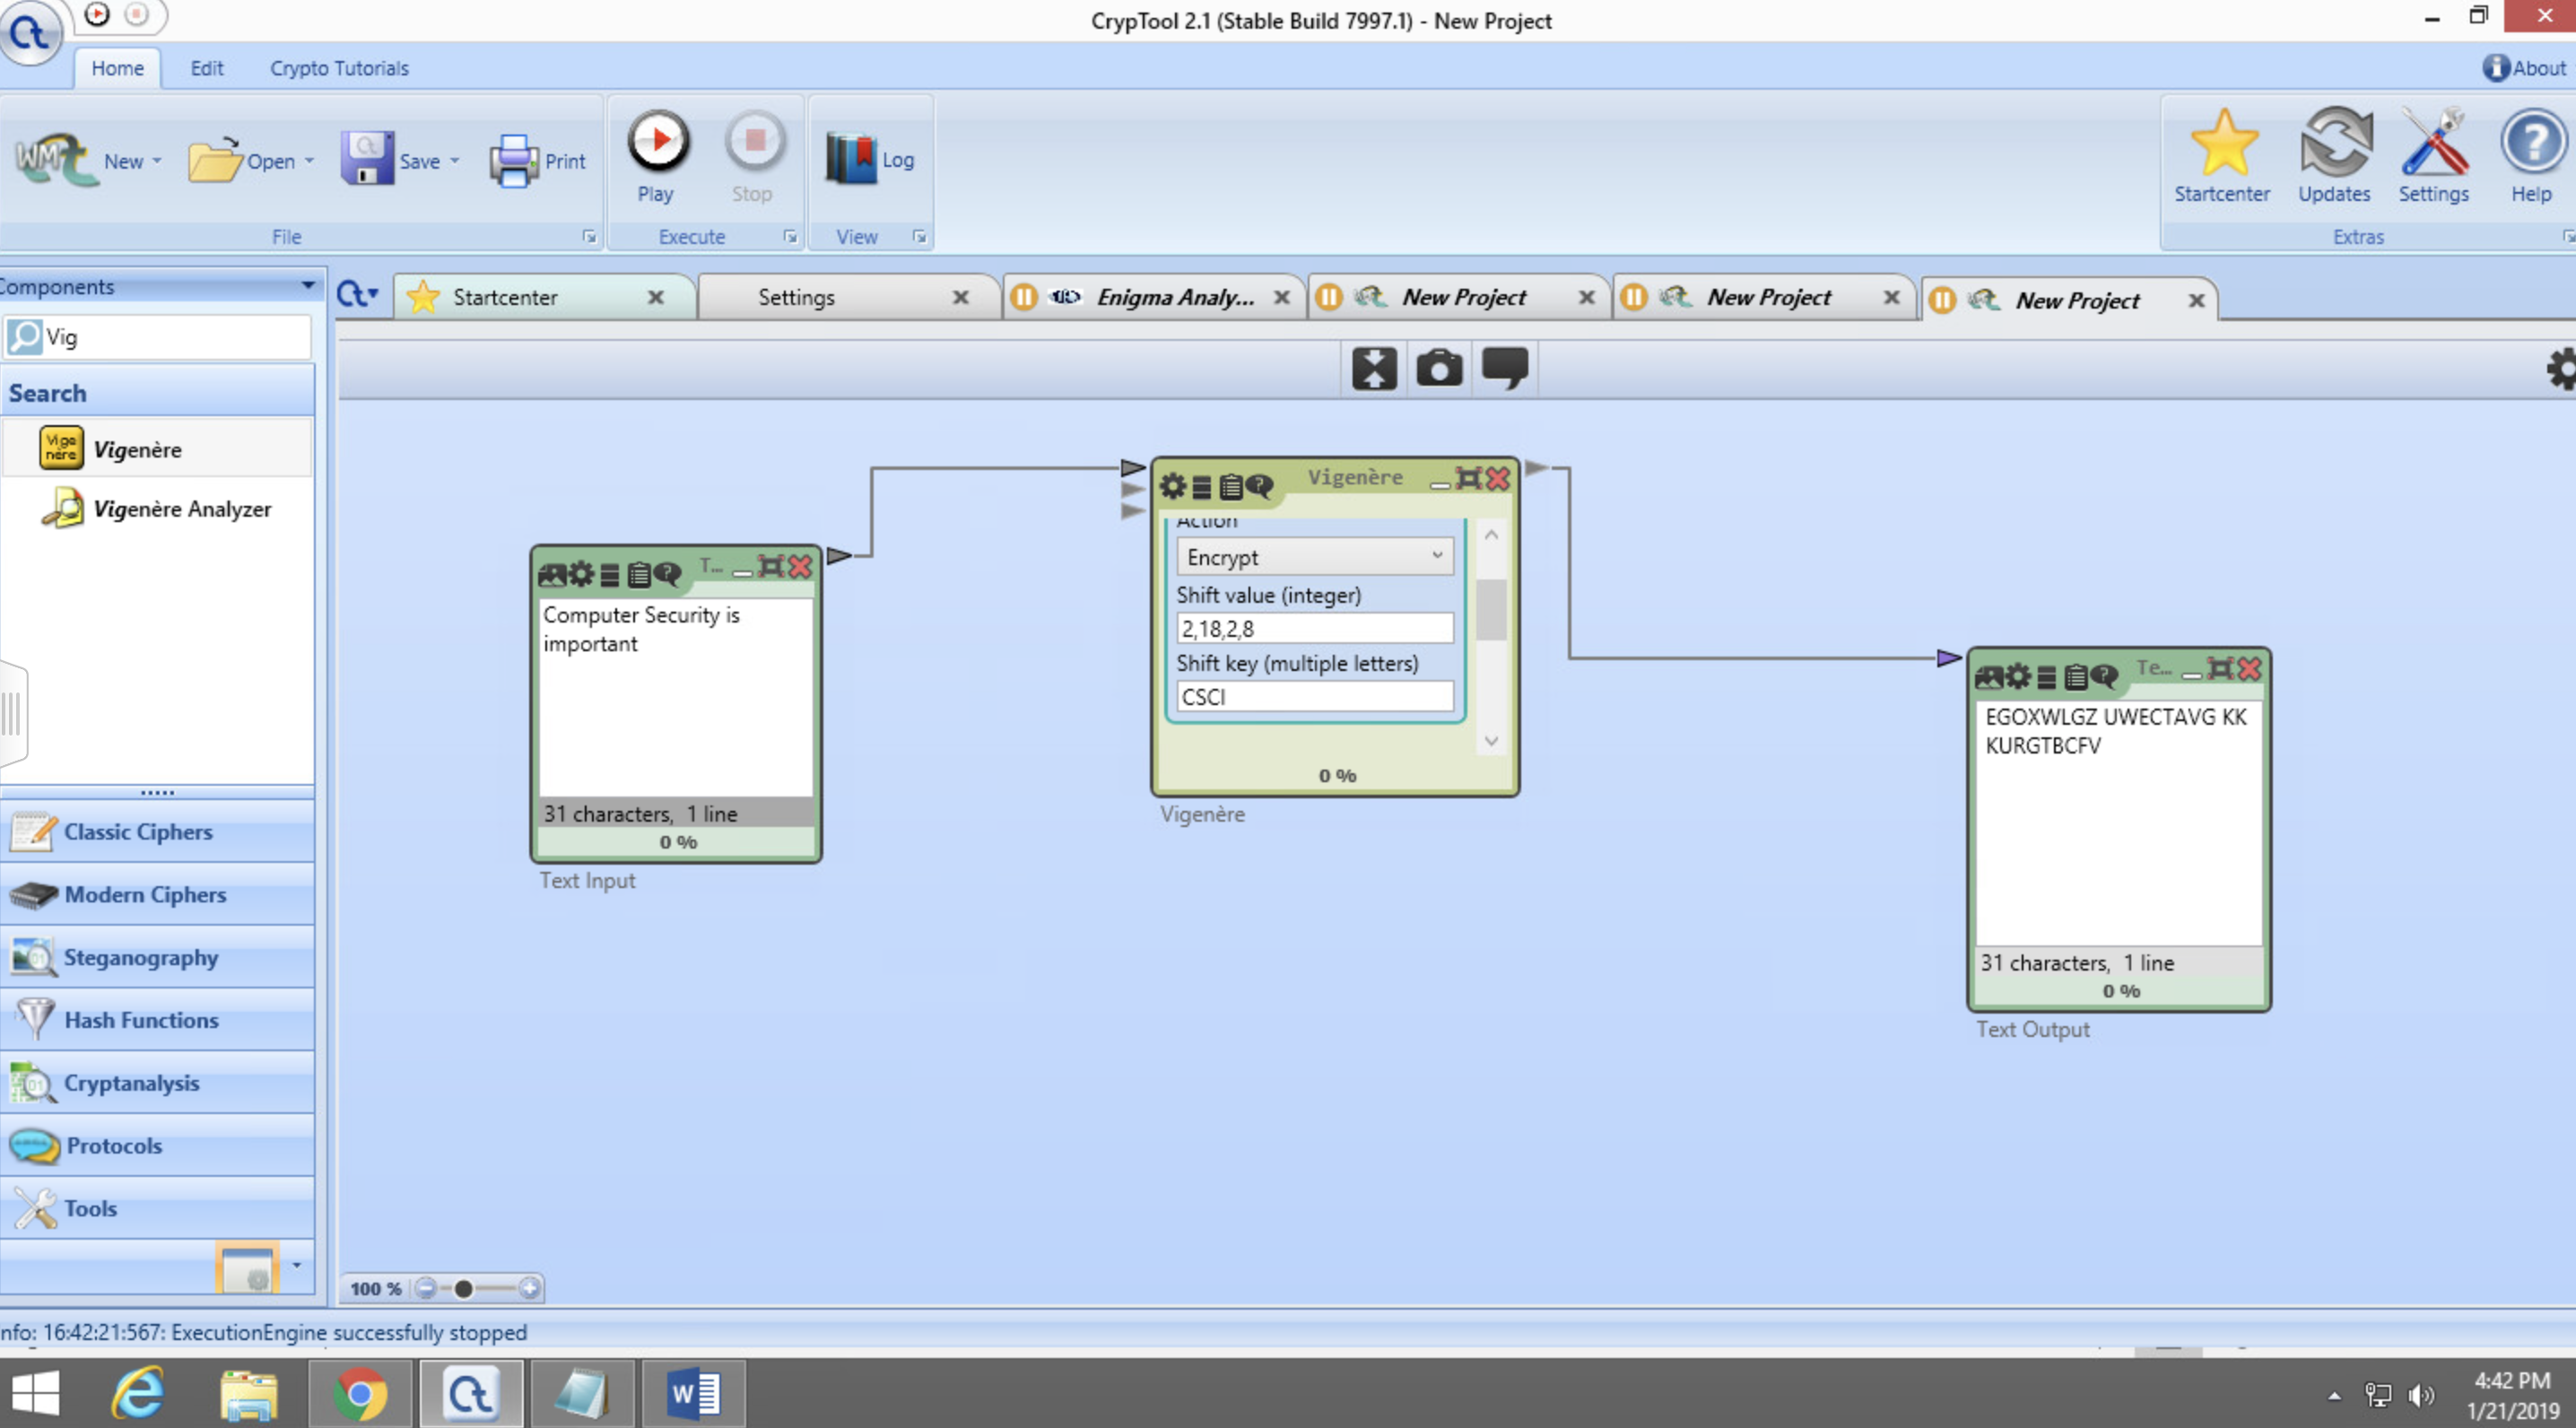 CrypTool 2.1 (Stable Build 7997.1) - New Project
Home Edit Crypto Tutorials About
New Open Save Print Play Stop Log Startcenter Updates Settings Help
File Execute View Extras
Components
Startcenter Settings Enigma Analy... New Project New Project New Project
Vig
Search
Vigenère
Vigenère Analyzer
Classic Ciphers
Modern Ciphers
Steganography
Hash Functions
Cryptanalysis
Protocols
Tools
T...
Computer Security is
important
31 characters, 1 line
0 %
Text Input
Vigenère
Action
Encrypt
Shift value (integer)
2,18,2,8
Shift key (multiple letters)
CSCI
0 %
Vigenère
Te...
EGOXWLGZ UWECTAVG KK
KURGTBCFV
31 characters, 1 line
0 %
Text Output
100 %
nfo: 16:42:21:567: ExecutionEngine successfully stopped
4:42 PM
1/21/2019